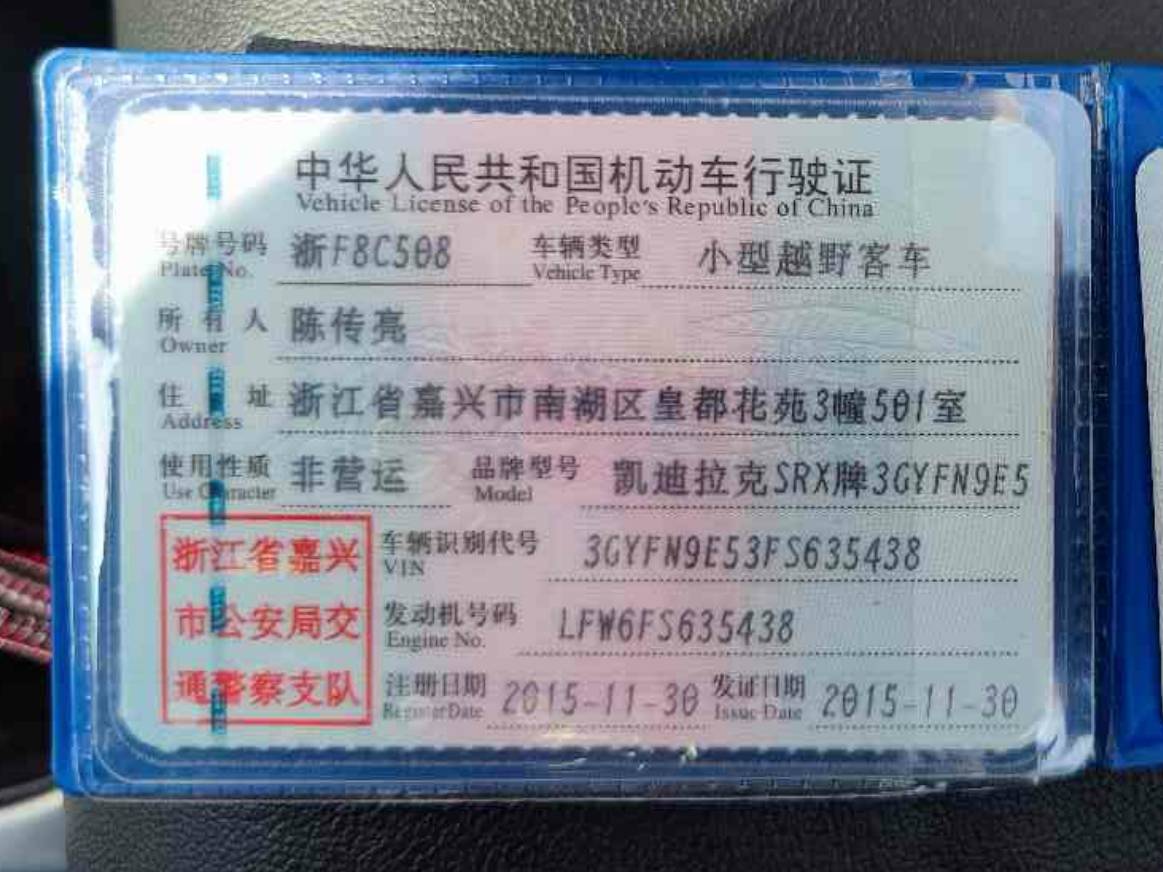 中华人民共和国机动车行驶证
Vehicle License of the People's Republic of China
号牌号码 浙F8C508 车辆类型 小型越野客车
Plate No. Vehicle Type
所有人 陈传亮
Owner
住址 浙江省嘉兴市南湖区皇都花苑3幢501室
Address
使用性质 非营运 品牌型号 凯迪拉克SRX牌3GYFN9E5
Use Character Model
浙江省嘉兴
市公安局交
通警察支队
车辆识别代号 3GYFN9E53FS635438
VIN
发动机号码 LFW6FS635438
Engine No.
注册日期 2015-11-30 发证日期 2015-11-30
Register Date Issue Date